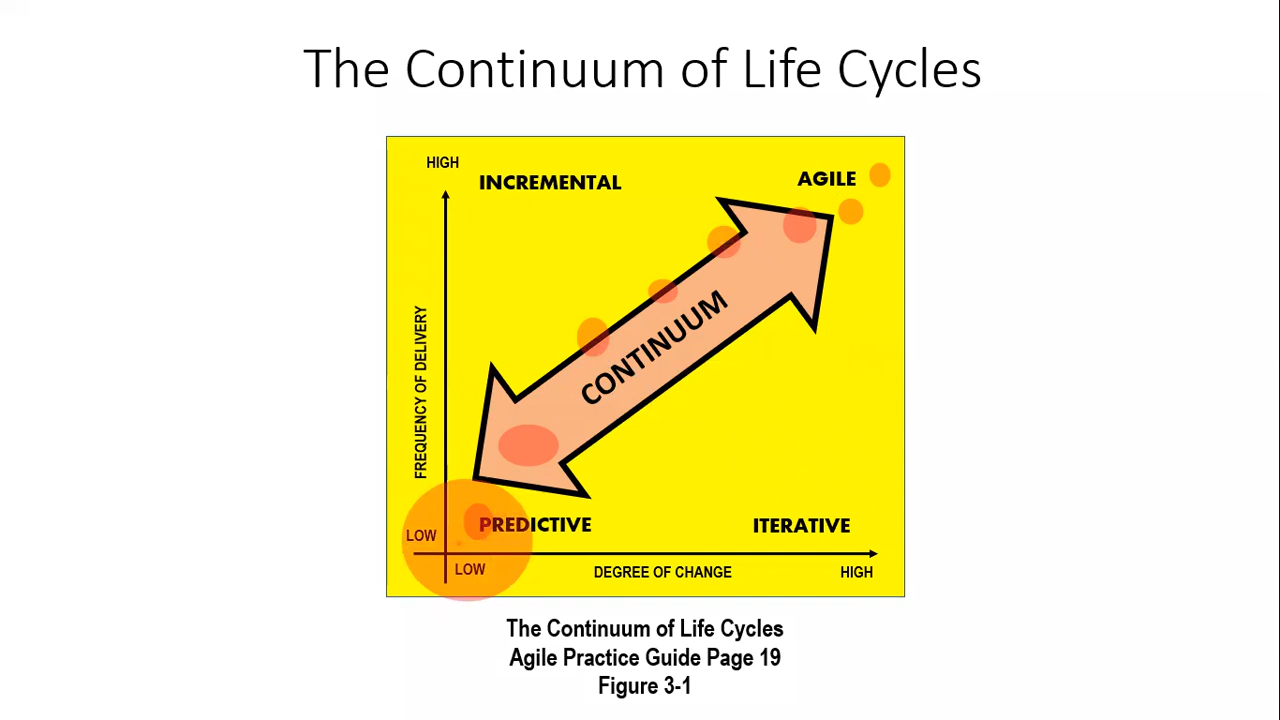 The Continuum of Life Cycles
HIGH
INCREMENTAL
AGILE
FREQUENCY OF DELIVERY
CONTINUUM
LOW
PREDICTIVE
ITERATIVE
LOW
DEGREE OF CHANGE
HIGH
The Continuum of Life Cycles
Agile Practice Guide Page 19
Figure 3-1